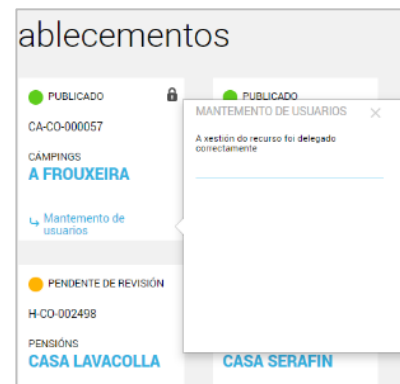 ablecementos
PUBLICADO
CA-CO-000057
CÁMPINGS
A FROUXEIRA
Mantemento de
usuarios
PUBLICADO
MANTEMENTO DE USUARIOS
A xestión do recurso foi delegado
correctamente
PENDENTE DE REVISIÓN
H-CO-002498
PENSIÓNS
CASA LAVACOLLA
CASA SERAFIN